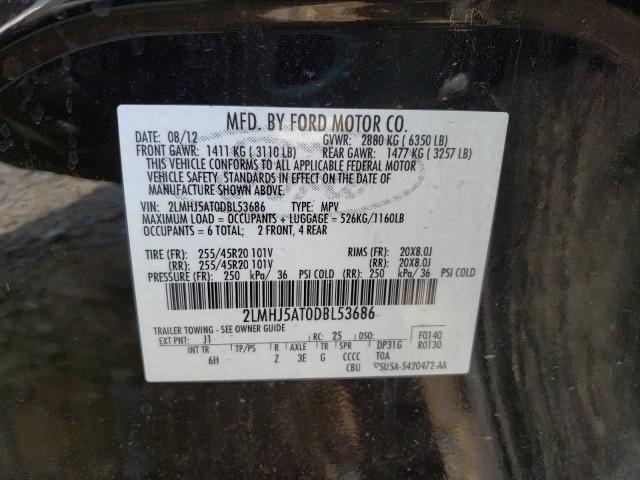 MFD. BY FORD MOTOR CO.
DATE: 08/12 GVWR: 2880 KG ( 6350 LB)
FRONT GAWR: 1411 KG ( 3110 LB) REAR GAWR: 1477 KG ( 3257 LB)
THIS VEHICLE CONFORMS TO ALL APPLICABLE FEDERAL MOTOR
VEHICLE SAFETY STANDARDS IN EFFECT ON THE DATE OF
MANUFACTURE SHOWN ABOVE.
VIN: 2LMHJ5AT0DBL53686 TYPE: MPV
MAXIMUM LOAD = OCCUPANTS + LUGGAGE = 526KG/1160LB
OCCUPANTS = 6 TOTAL; 2 FRONT, 4 REAR
TIRE (FR): 255/45R20 101V RIMS (FR): 20X8.0J
(RR): 255/45R20 101V (RR): 20X8.0J
PRESSURE (FR): 250 kPa/ 36 PSI COLD (RR): 250 kPa/ 36 PSI COLD
2LMHJ5AT0DBL53686
TRAILER TOWING - SEE OWNER GUIDE
EXT PNT: J1 RC: 25 DSO: F0140
R0130
INT TR TP/PS R AXLE TR SPR DP31G
6H Z 3E G CCCC T0A
CBU 5U5A-5420472-AA